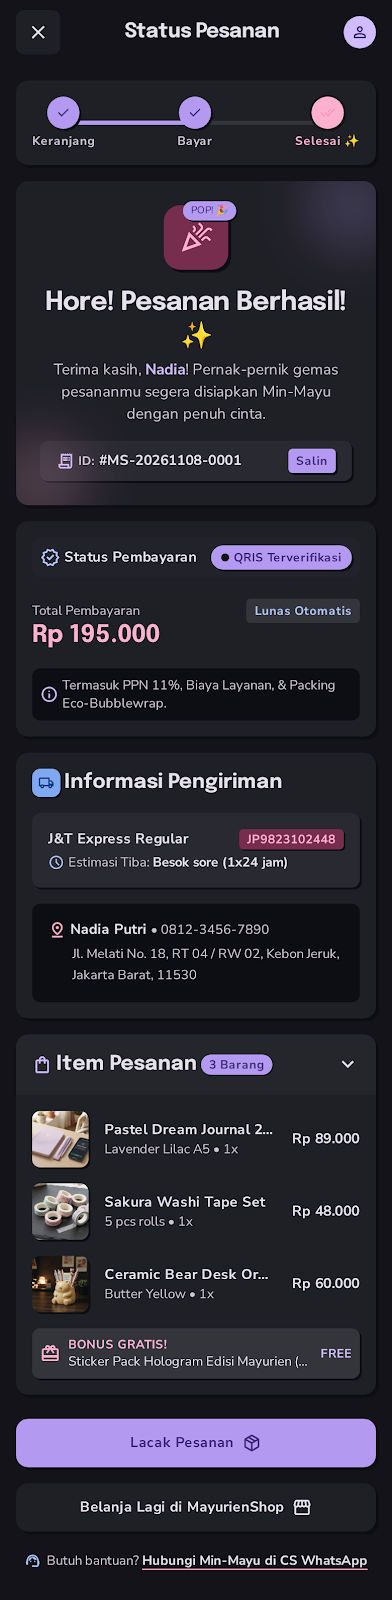 Status Pesanan
Keranjang
Bayar
Selesai ✨
POP! 🎉
Hore! Pesanan Berhasil!
✨
Terima kasih, Nadia! Pernak-pernik gemas
pesananmu segera disiapkan Min-Mayu
dengan penuh cinta.
ID: #MS-20261108-0001
Salin
Status Pembayaran
● QRIS Terverifikasi
Total Pembayaran
Lunas Otomatis
Rp 195.000
Termasuk PPN 11%, Biaya Layanan, & Packing
Eco-Bubblewrap.
Informasi Pengiriman
J&T Express Regular
JP9823102448
Estimasi Tiba: Besok sore (1x24 jam)
Nadia Putri • 0812-3456-7890
Jl. Melati No. 18, RT 04 / RW 02, Kebon Jeruk,
Jakarta Barat, 11530
Item Pesanan
3 Barang
Pastel Dream Journal 2...
Lavender Lilac A5 • 1x
Rp 89.000
Sakura Washi Tape Set
5 pcs rolls • 1x
Rp 48.000
Ceramic Bear Desk Or...
Butter Yellow • 1x
Rp 60.000
BONUS GRATIS!
Sticker Pack Hologram Edisi Mayurien (...
FREE
Lacak Pesanan
Belanja Lagi di MayurienShop
Butuh bantuan? Hubungi Min-Mayu di CS WhatsApp